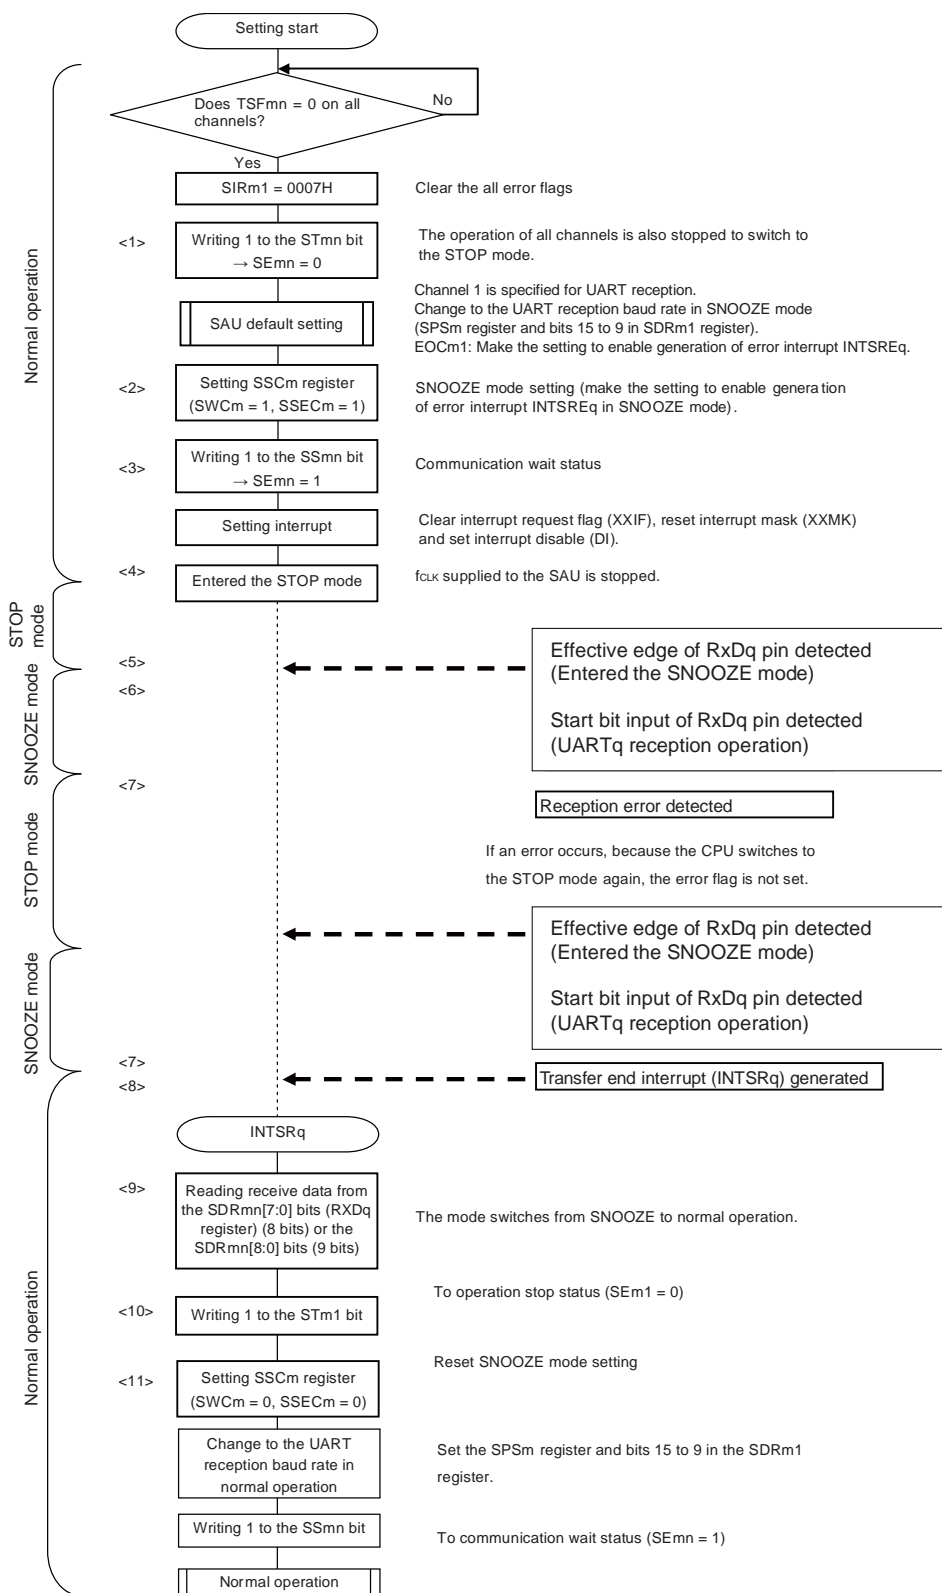 Setting start
Does TSFmn = 0 on all
channels?
No
Yes
SIRm1 = 0007H
Clear the all error flags
Normal operation
<1>
Writing 1 to the STmn bit
→ SEmn = 0
The operation of all channels is also stopped to switch to
the STOP mode.
SAU default setting
Channel 1 is specified for UART reception.
Change to the UART reception baud rate in SNOOZE mode
(SPSm register and bits 15 to 9 in SDRm1 register).
EOCm1: Make the setting to enable generation of error interrupt INTSREq.
<2>
Setting SSCm register
(SWCm = 1, SSECm = 1)
SNOOZE mode setting (make the setting to enable generation
of error interrupt INTSREq in SNOOZE mode).
<3>
Writing 1 to the SSmn bit
→ SEmn = 1
Communication wait status
Setting interrupt
Clear interrupt request flag (XXIF), reset interrupt mask (XXMK)
and set interrupt disable (DI).
<4>
Entered the STOP mode
fCLK supplied to the SAU is stopped.
STOP
mode
<5>
<6>
Effective edge of RxDq pin detected
(Entered the SNOOZE mode)
Start bit input of RxDq pin detected
(UARTq reception operation)
SNOOZE mode
<7>
Reception error detected
If an error occurs, because the CPU switches to
the STOP mode again, the error flag is not set.
STOP mode
Effective edge of RxDq pin detected
(Entered the SNOOZE mode)
Start bit input of RxDq pin detected
(UARTq reception operation)
SNOOZE mode
<7>
<8>
Transfer end interrupt (INTSRq) generated
INTSRq
<9>
Reading receive data from
the SDRmn[7:0] bits (RXDq
register) (8 bits) or the
SDRmn[8:0] bits (9 bits)
The mode switches from SNOOZE to normal operation.
Normal operation
<10>
Writing 1 to the STm1 bit
To operation stop status (SEm1 = 0)
<11>
Setting SSCm register
(SWCm = 0, SSECm = 0)
Reset SNOOZE mode setting
Change to the UART
reception baud rate in
normal operation
Set the SPSm register and bits 15 to 9 in the SDRm1
register.
Writing 1 to the SSmn bit
To communication wait status (SEmn = 1)
Normal operation